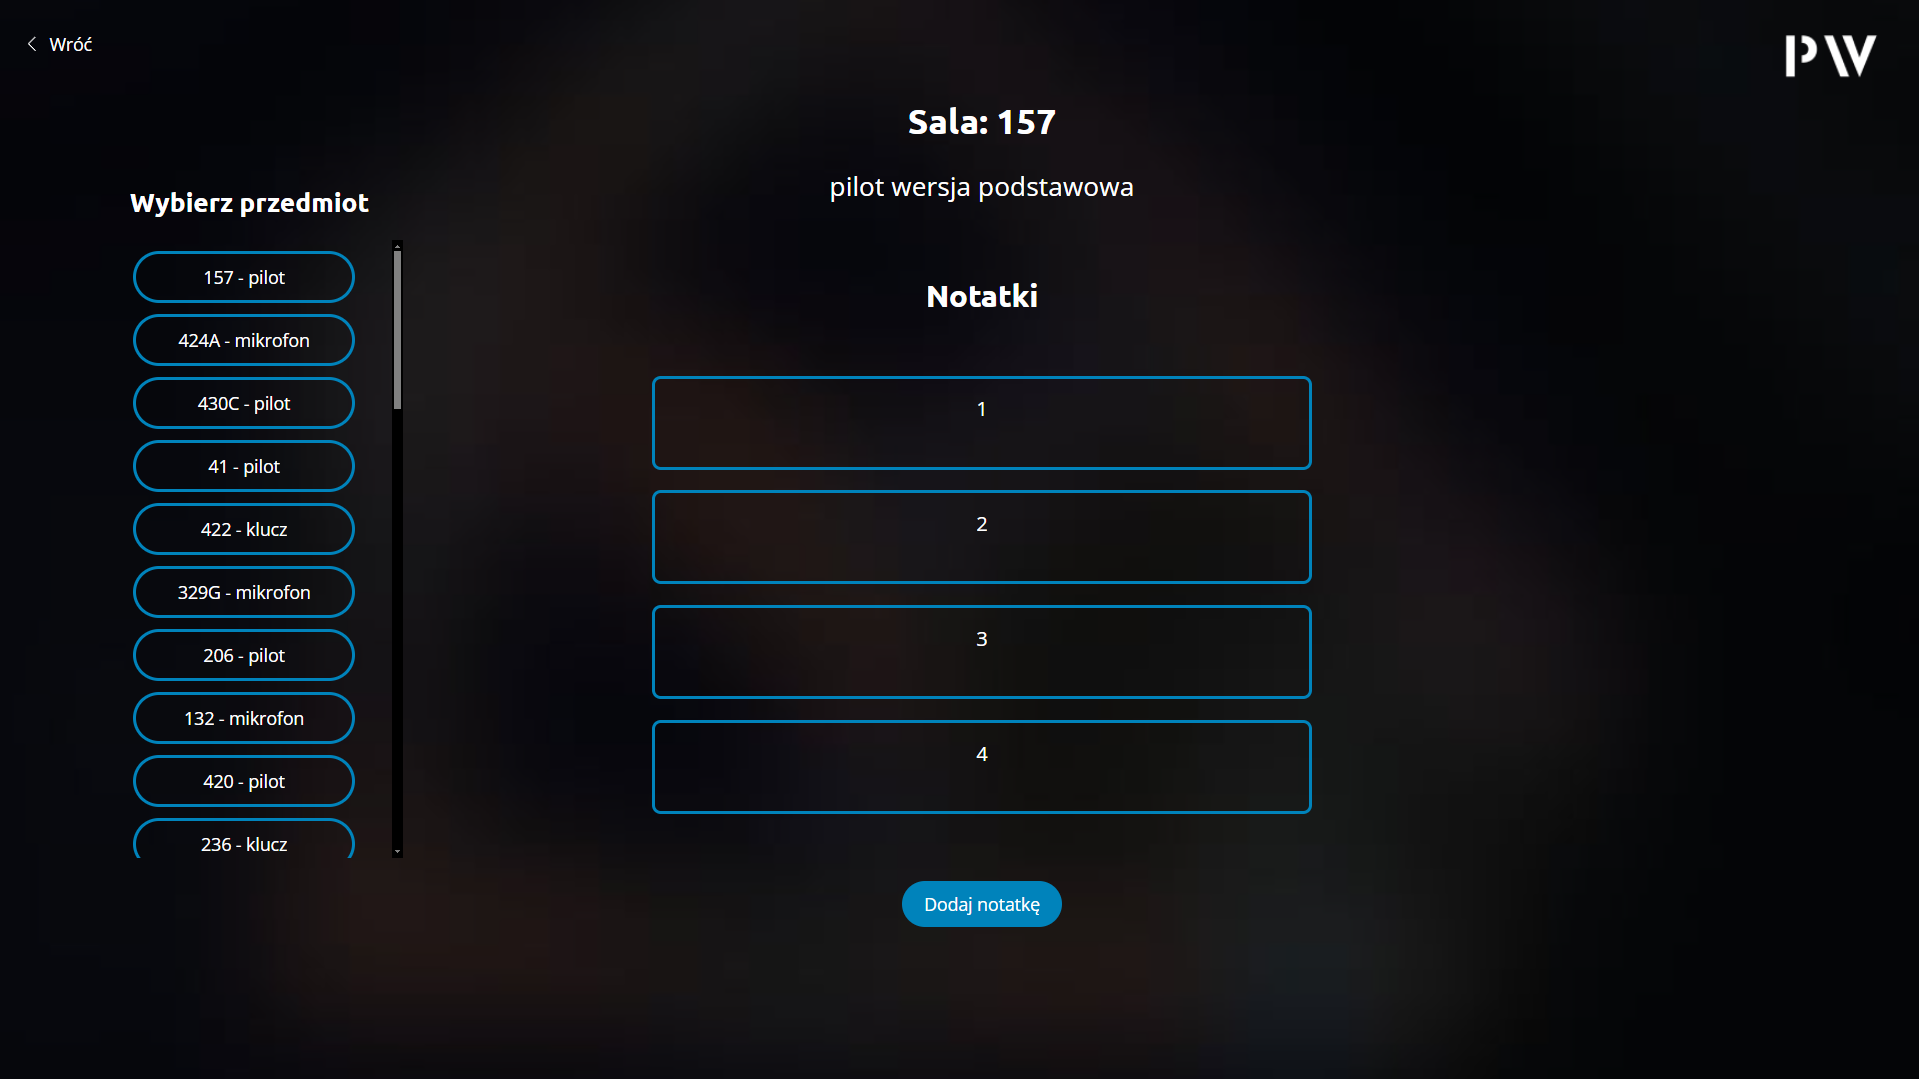 Wróć
PW
Sala: 157
pilot wersja podstawowa
Wybierz przedmiot
157 - pilot
424A - mikrofon
430C - pilot
41 - pilot
422 - klucz
329G - mikrofon
206 - pilot
132 - mikrofon
420 - pilot
236 - klucz
Notatki
1
2
3
4
Dodaj notatkę